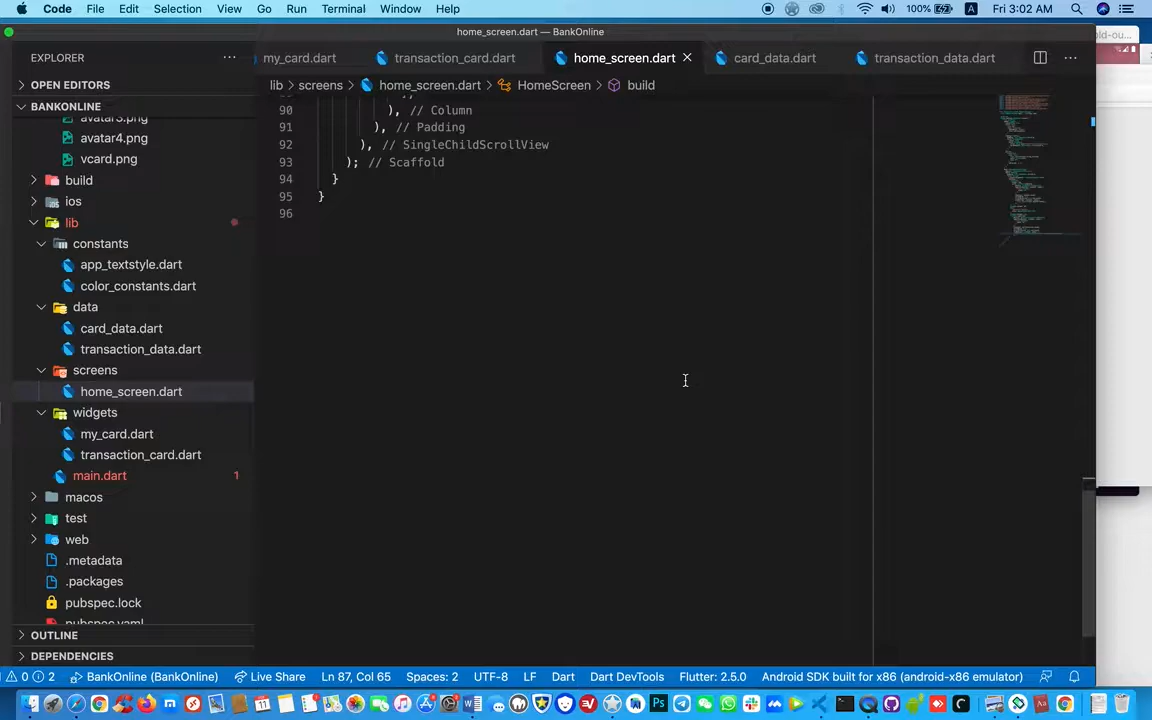 Code File Edit Selection View Go Run Terminal Window Help
100% A Fri 3:02 AM
home_screen.dart — BankOnline
EXPLORER
my_card.dart transaction_card.dart home_screen.dart card_data.dart transaction_data.dart
OPEN EDITORS
lib > screens > home_screen.dart > HomeScreen > build
BANKONLINE
avatar3.png
avatar4.png
vcard.png
build
ios
lib
constants
app_textstyle.dart
color_constants.dart
data
card_data.dart
transaction_data.dart
screens
home_screen.dart
widgets
my_card.dart
transaction_card.dart
main.dart 1
macos
test
web
.metadata
.packages
pubspec.lock
pubspec.yaml
OUTLINE
DEPENDENCIES
90 ), // Column
91 ), // Padding
92 ), // SingleChildScrollView
93 ); // Scaffold
94 }
95 }
96
0 2 BankOnline (BankOnline) Live Share Ln 87, Col 65 Spaces: 2 UTF-8 LF Dart Dart DevTools Flutter: 2.5.0 Android SDK built for x86 (android-x86 emulator)